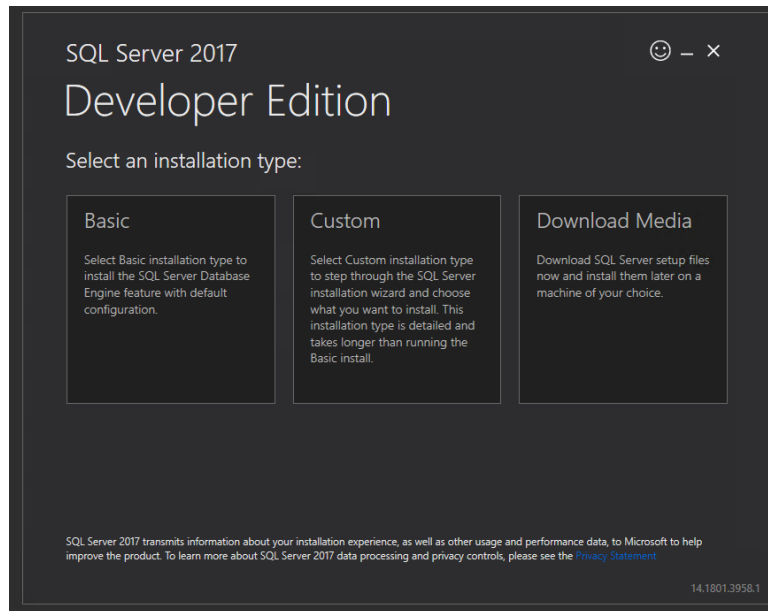 SQL Server 2017
Developer Edition
Select an installation type:
Basic
Select Basic installation type to
install the SQL Server Database
Engine feature with default
configuration.
Custom
Select Custom installation type
to step through the SQL Server
installation wizard and choose
what you want to install. This
installation type is detailed and
takes longer than running the
Basic install.
Download Media
Download SQL Server setup files
now and install them later on a
machine of your choice.
SQL Server 2017 transmits information about your installation experience, as well as other usage and performance data, to Microsoft to help
improve the product. To learn more about SQL Server 2017 data processing and privacy controls, please see the Privacy Statement
14.1801.3958.1